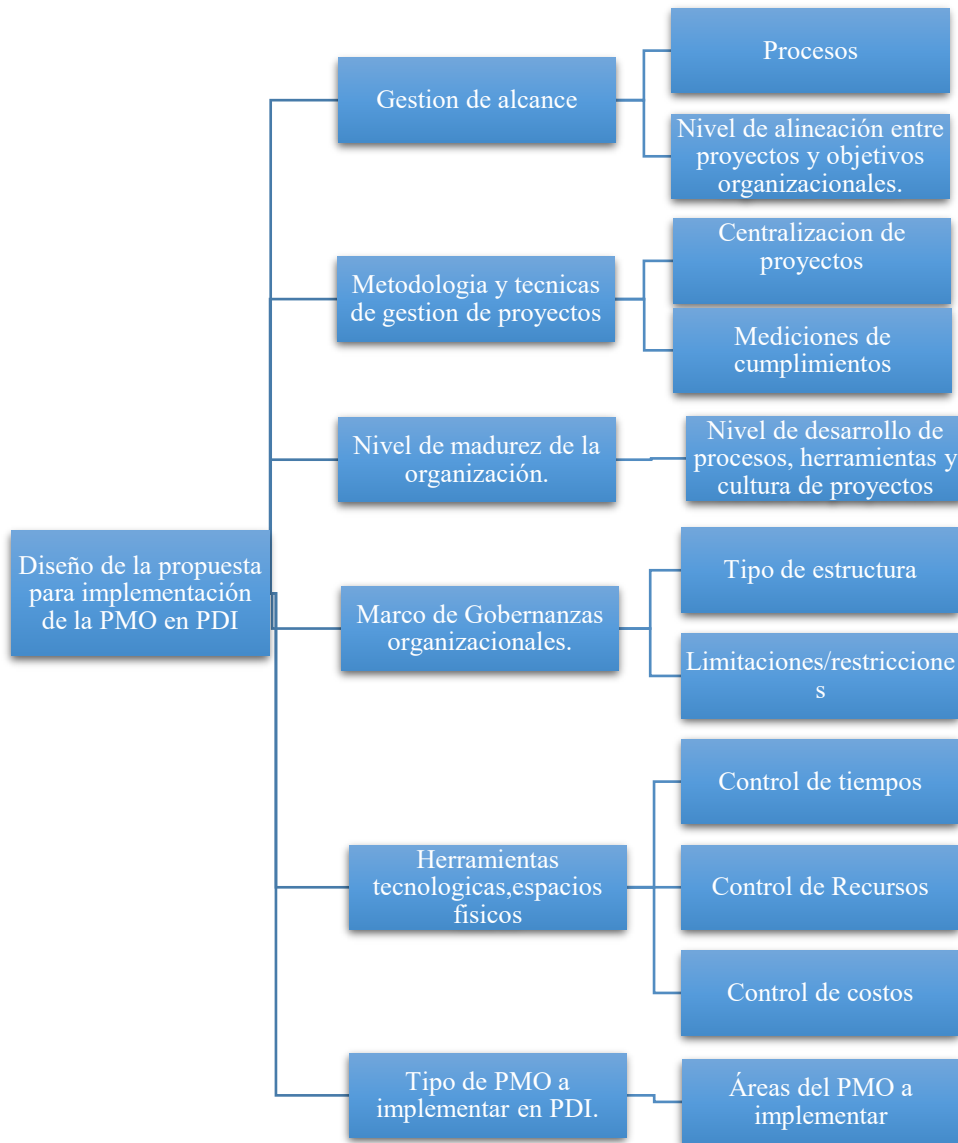 Diseño de la propuesta
para implementación
de la PMO en PDI
Gestion de alcance
Procesos
Nivel de alineación entre
proyectos y objetivos
organizacionales.
Metodologia y tecnicas
de gestion de proyectos
Centralizacion de
proyectos
Mediciones de
cumplimientos
Nivel de madurez de la
organización.
Nivel de desarrollo de
procesos, herramientas y
cultura de proyectos
Marco de Gobernanzas
organizacionales.
Tipo de estructura
Limitaciones/restriccione
s
Herramientas
tecnologicas,espacios
fisicos
Control de tiempos
Control de Recursos
Control de costos
Tipo de PMO a
implementar en PDI.
Áreas del PMO a
implementar